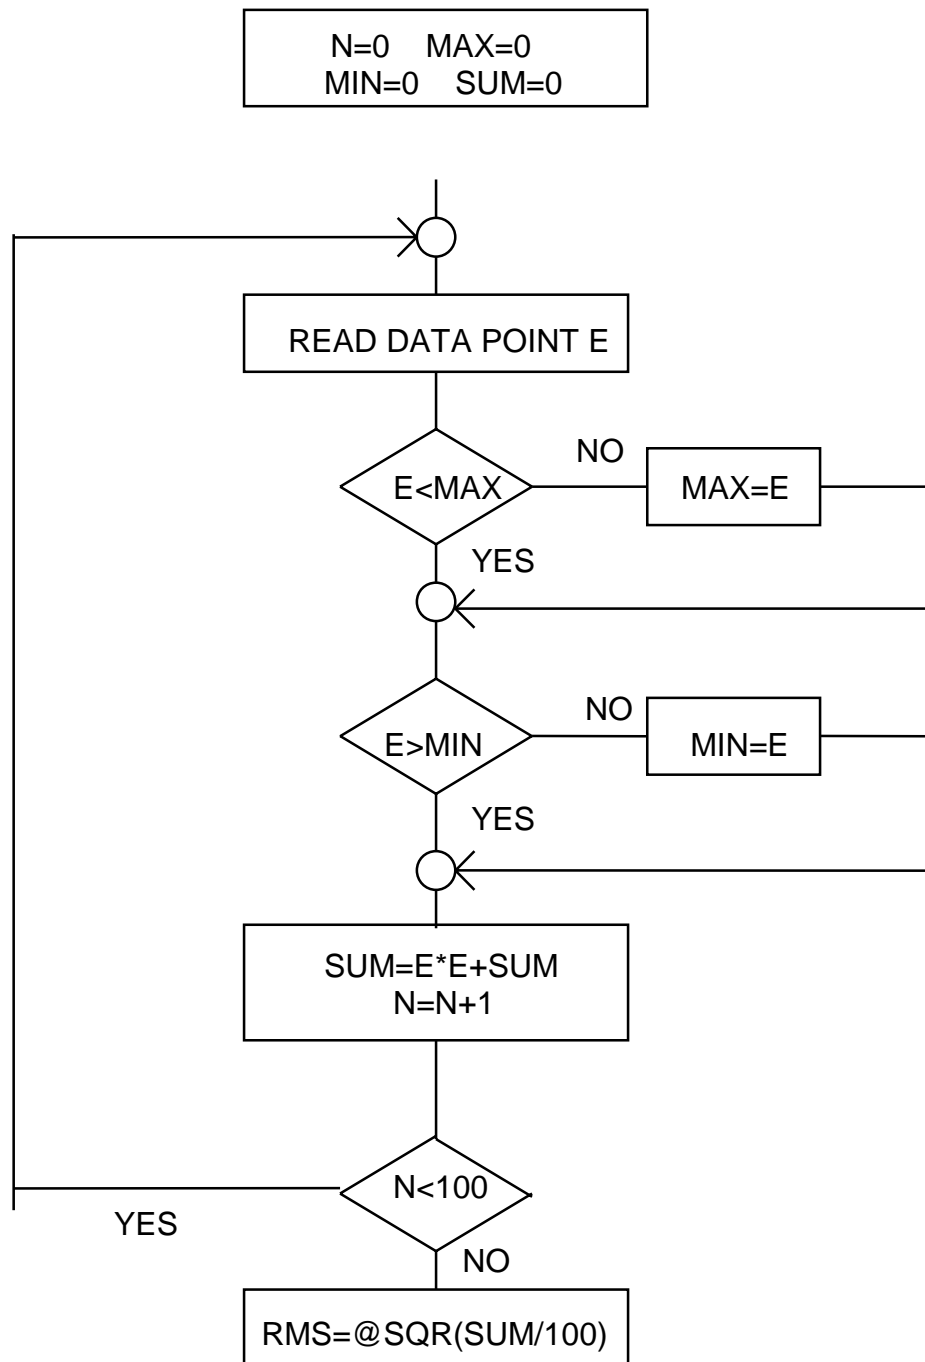 N=0 MAX=0
MIN=0 SUM=0
READ DATA POINT E
E<MAX
NO
MAX=E
YES
E>MIN
NO
MIN=E
YES
SUM=E*E+SUM
N=N+1
N<100
YES
NO
RMS=@SQR(SUM/100)